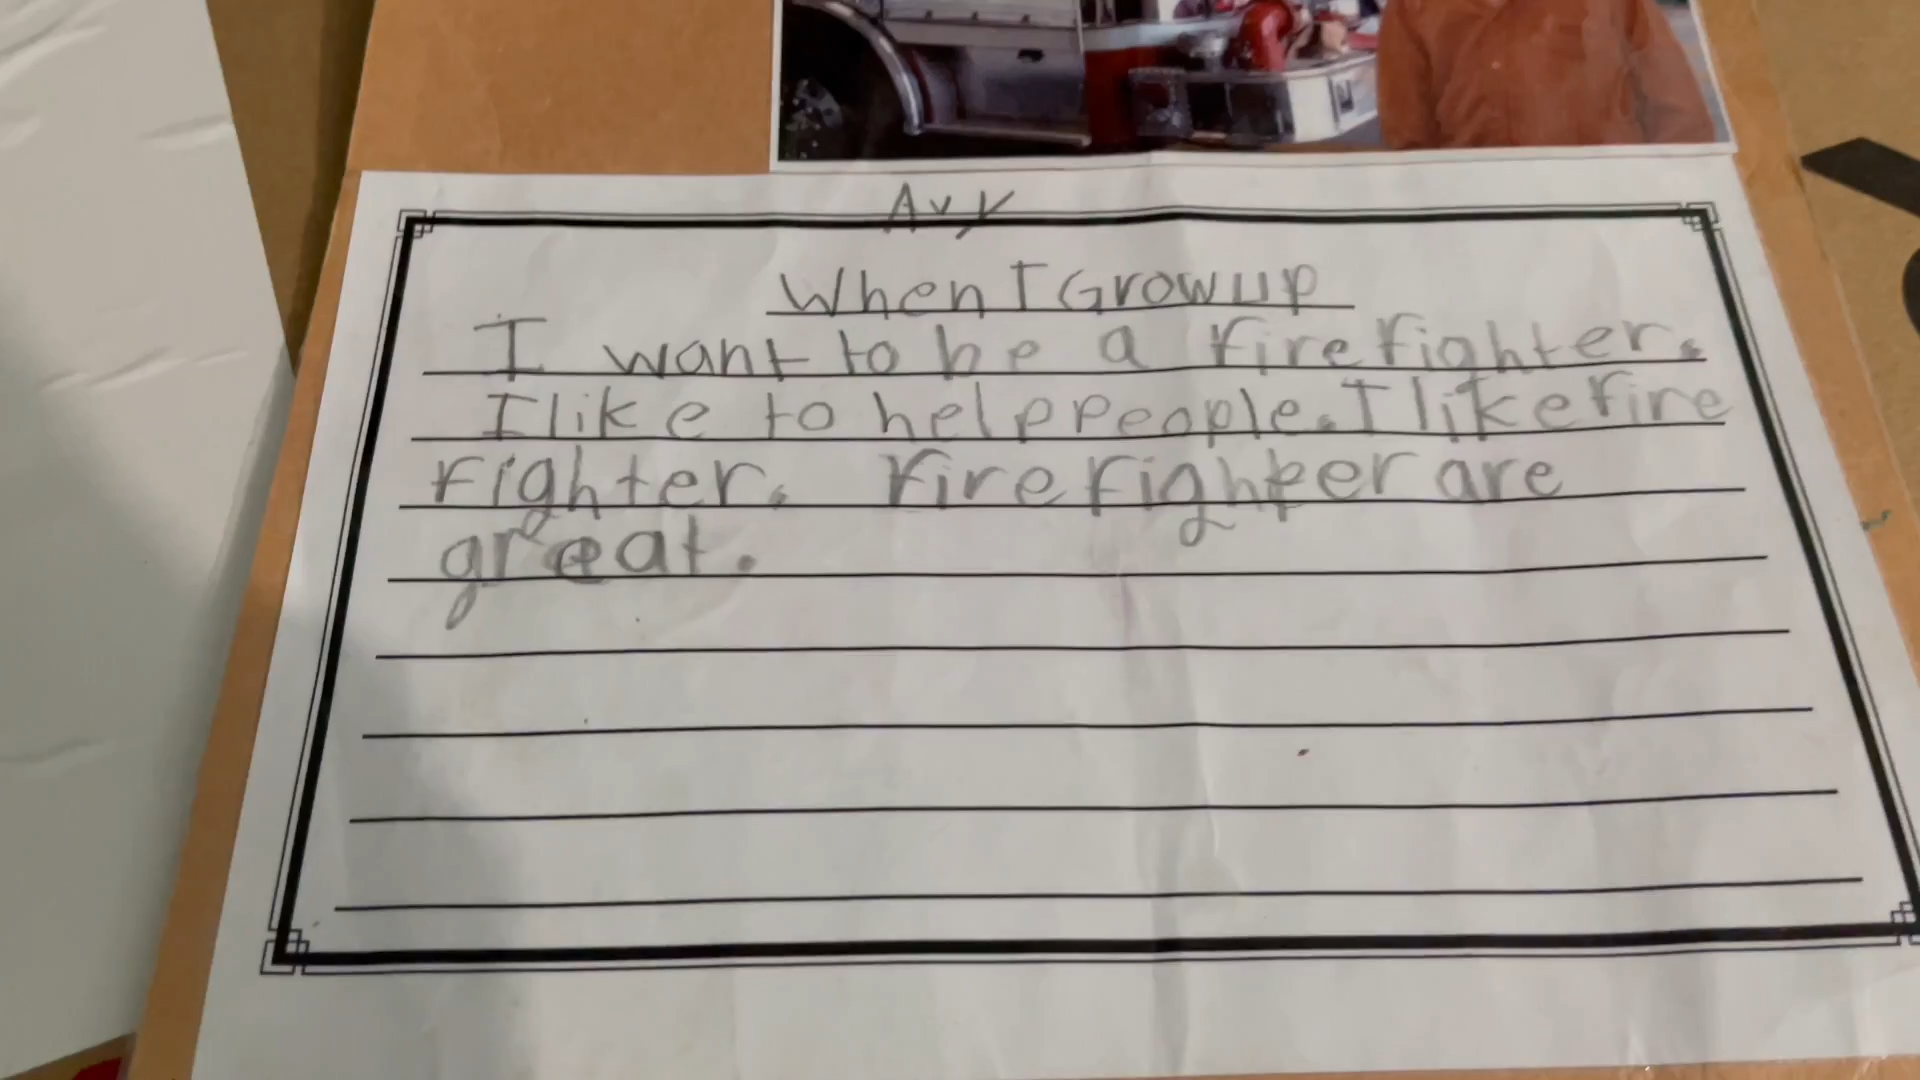 Avy
When I Grow up
I want to be a firefighter.
I like to help people. I like fire
fighter. Firefighter are
great.